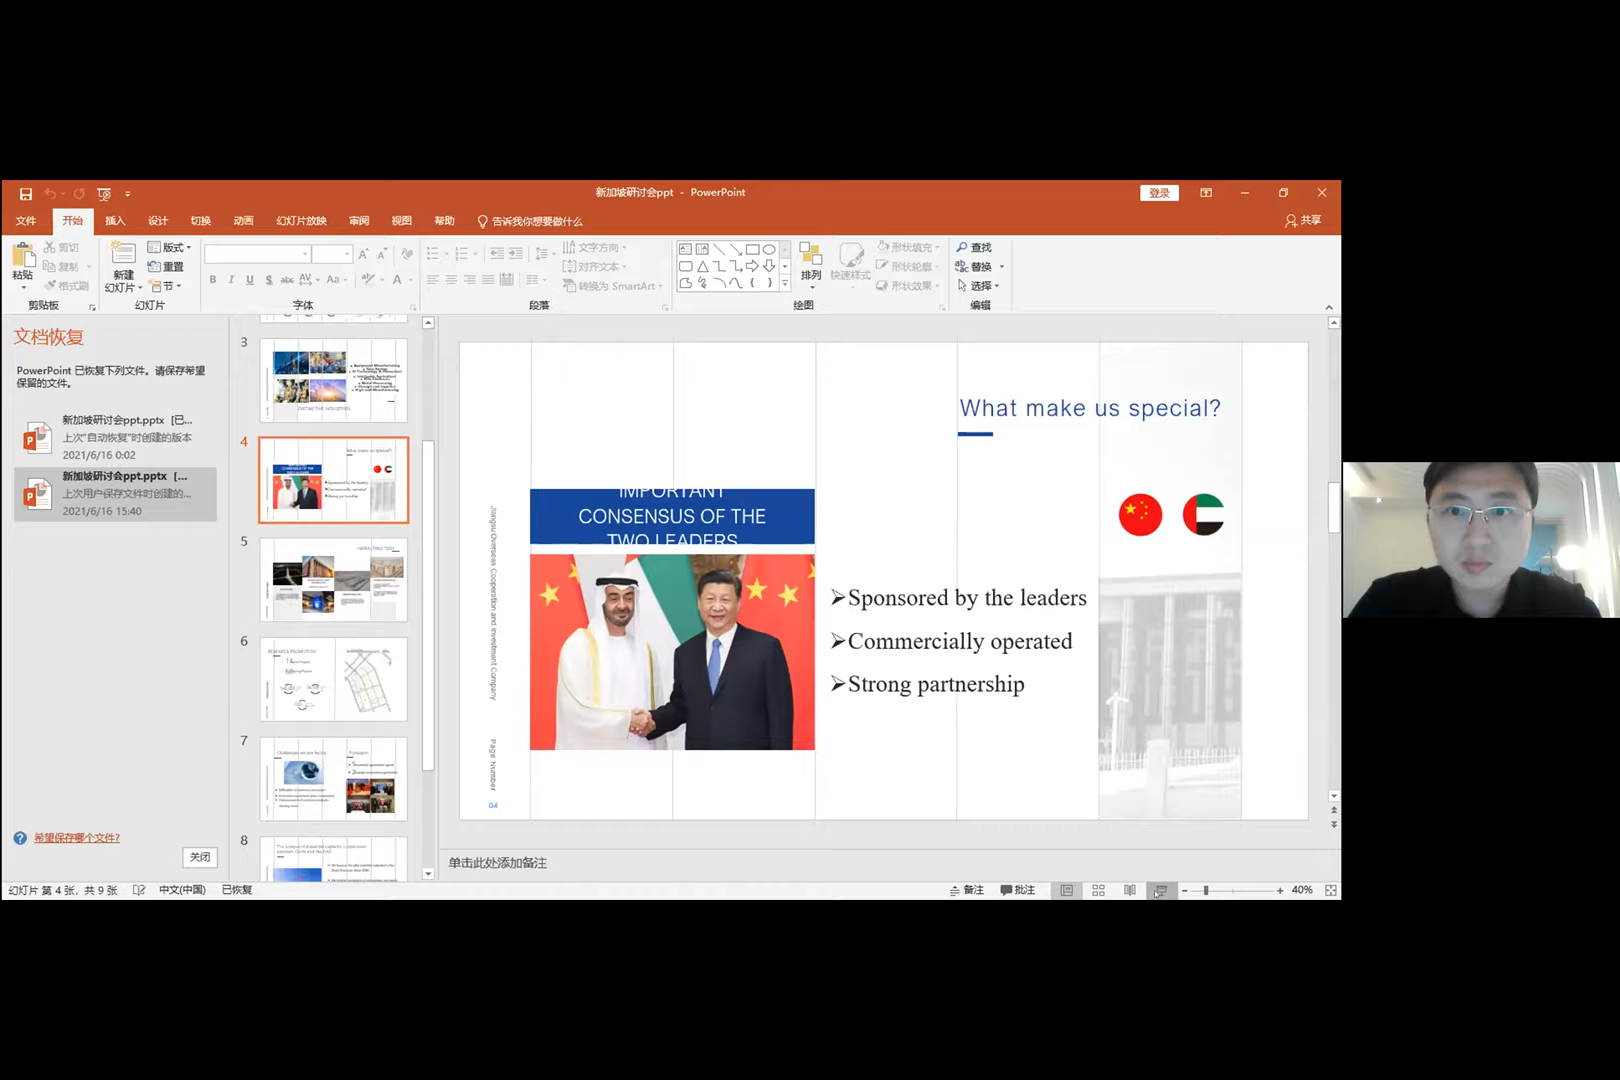 新加坡研讨会ppt - PowerPoint
登录
文件 开始 插入 设计 切换 动画 幻灯片放映 审阅 视图 帮助 告诉我你想要做什么
共享
剪切
复制
格式刷
粘贴
剪贴板
新建
幻灯片
版式
重置
节
幻灯片
B I U S abc AV Aa A
字体
文字方向
对齐文本
转换为 SmartArt
段落
排列
快速样式
形状填充
形状轮廓
形状效果
绘图
查找
替换
选择
编辑
文档恢复
PowerPoint 已恢复下列文件。请保存希望
保留的文件。
新加坡研讨会ppt.pptx [已...
上次“自动恢复”时创建的版本
2021/6/16 0:02
新加坡研讨会ppt.pptx [...
上次用户保存文件时创建的...
2021/6/16 15:40
希望保存哪个文件?
关闭
3
4
5
6
7
8
What make us special?
IMPORTANT
CONSENSUS OF THE
TWO LEADERS
Sponsored by the leaders
Commercially operated
Strong partnership
Jiangsu Overseas Cooperation and Investment Company
Page Number
04
单击此处添加备注
幻灯片 第 4 张，共 9 张 中文(中国) 已恢复
备注 批注 40%